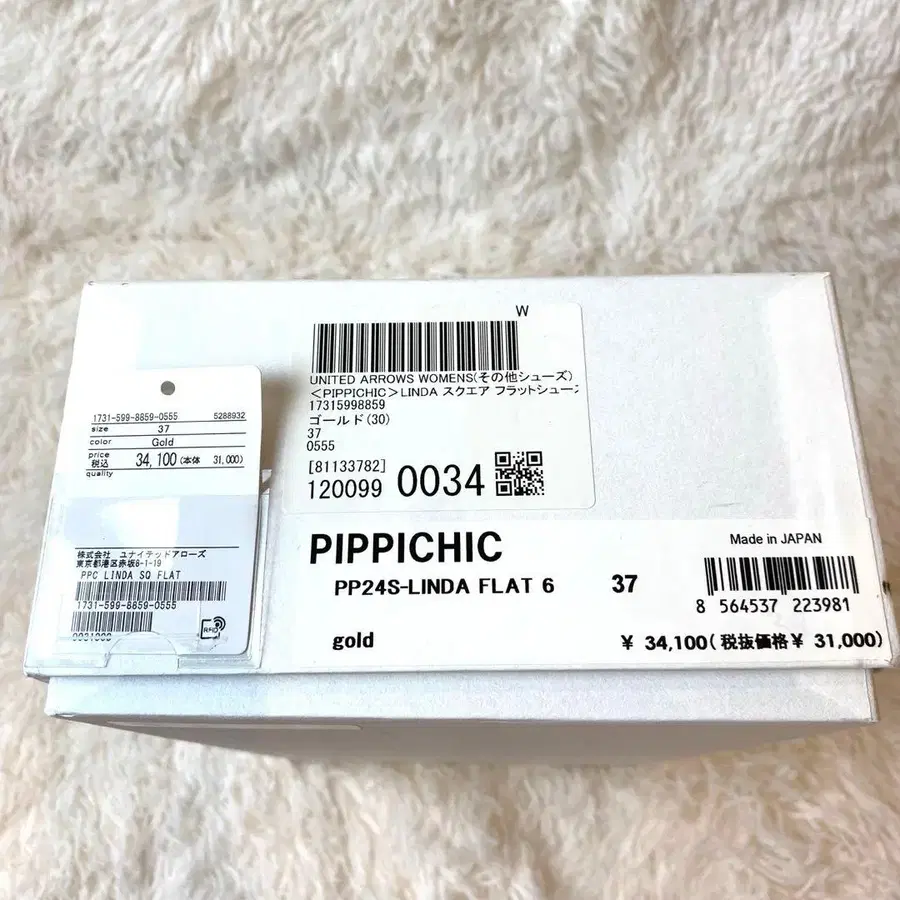 W
UNITED ARROWS WOMENS(その他シューズ)
＜PIPPICHIC＞LINDA スクエア フラットシューズ
17315998859
ゴールド(30)
37
0555
[81133782]
120099 0034
1731-599-8859-0555 5288932
size 37
color Gold
price 税込 34,100(本体 31,000)
quality
株式会社 ユナイテッドアローズ
東京都港区赤坂8-1-19
PPC LINDA SQ FLAT
1731-599-8859-0555
0031000
RFID
PIPPICHIC
Made in JAPAN
PP24S-LINDA FLAT 6 37
8 564537 223981
gold ¥ 34,100(税抜価格¥ 31,000)